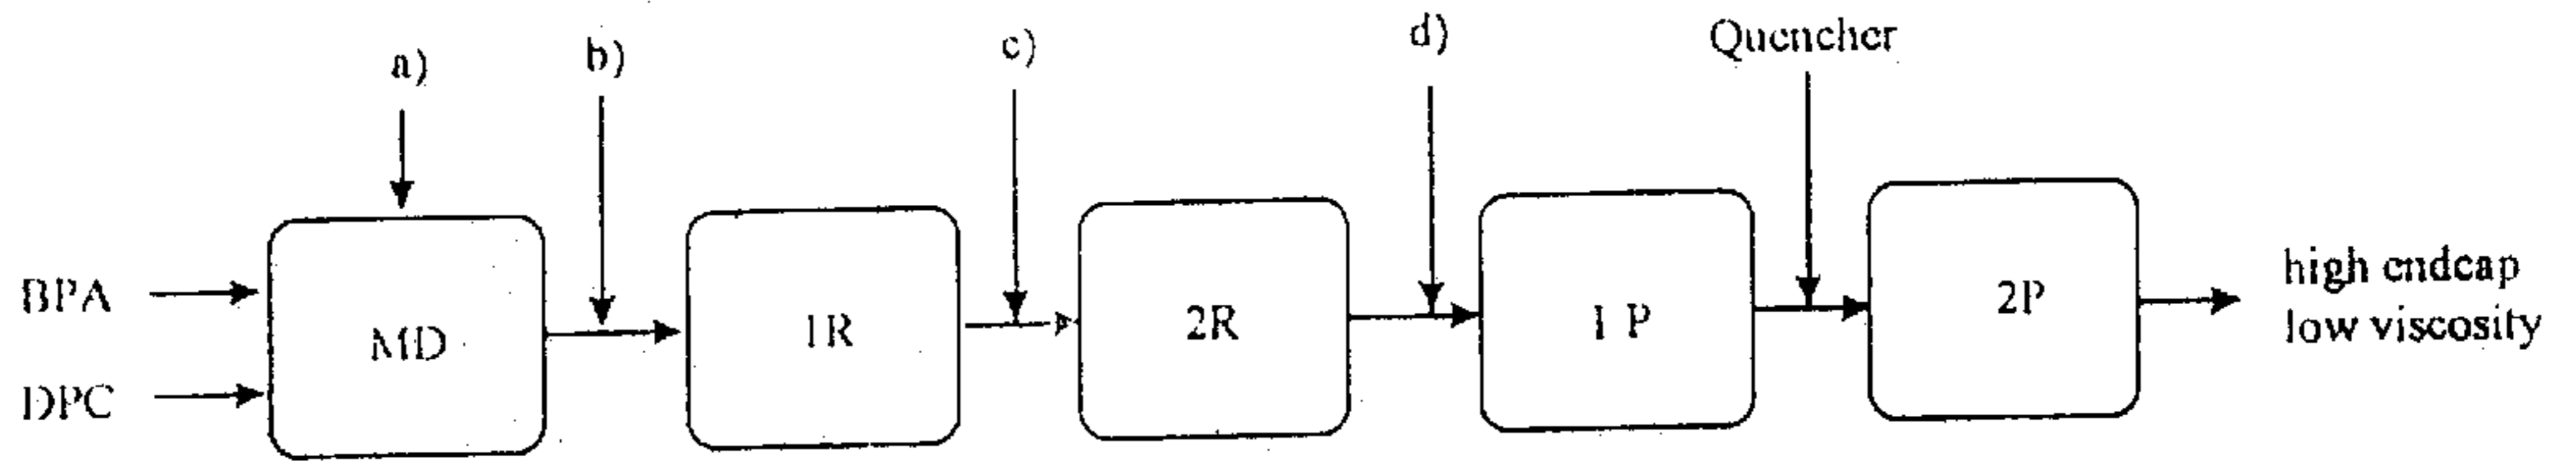 a)
b)
c)
d)
Quencher
BPA
DPC
MD
1R
2R
1 P
2P
high endcap
low viscosity